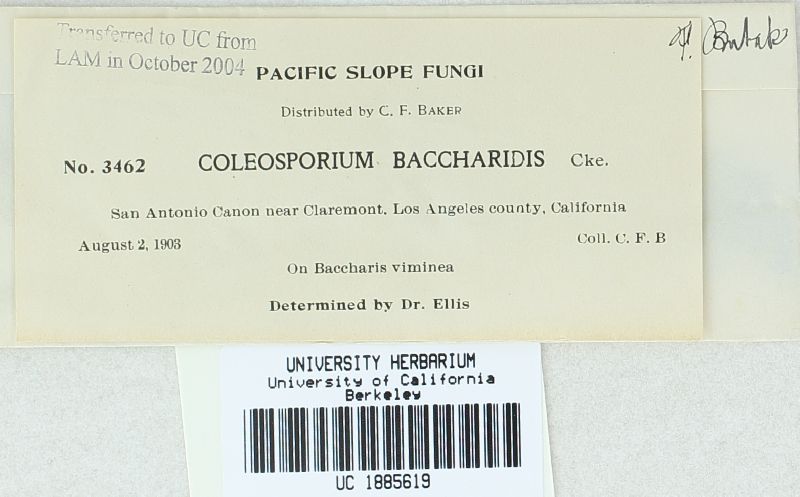 Transferred to UC from
LAM in October 2004
PACIFIC SLOPE FUNGI
Distributed by C. F. BAKER
No. 3462 COLEOSPORIUM BACCHARIDIS Cke.
San Antonio Canon near Claremont. Los Angeles county, California
August 2, 1903 Coll. C. F. B
On Baccharis viminea
Determined by Dr. Ellis
UNIVERSITY HERBARIUM
University of California
Berkeley
UC 1885619